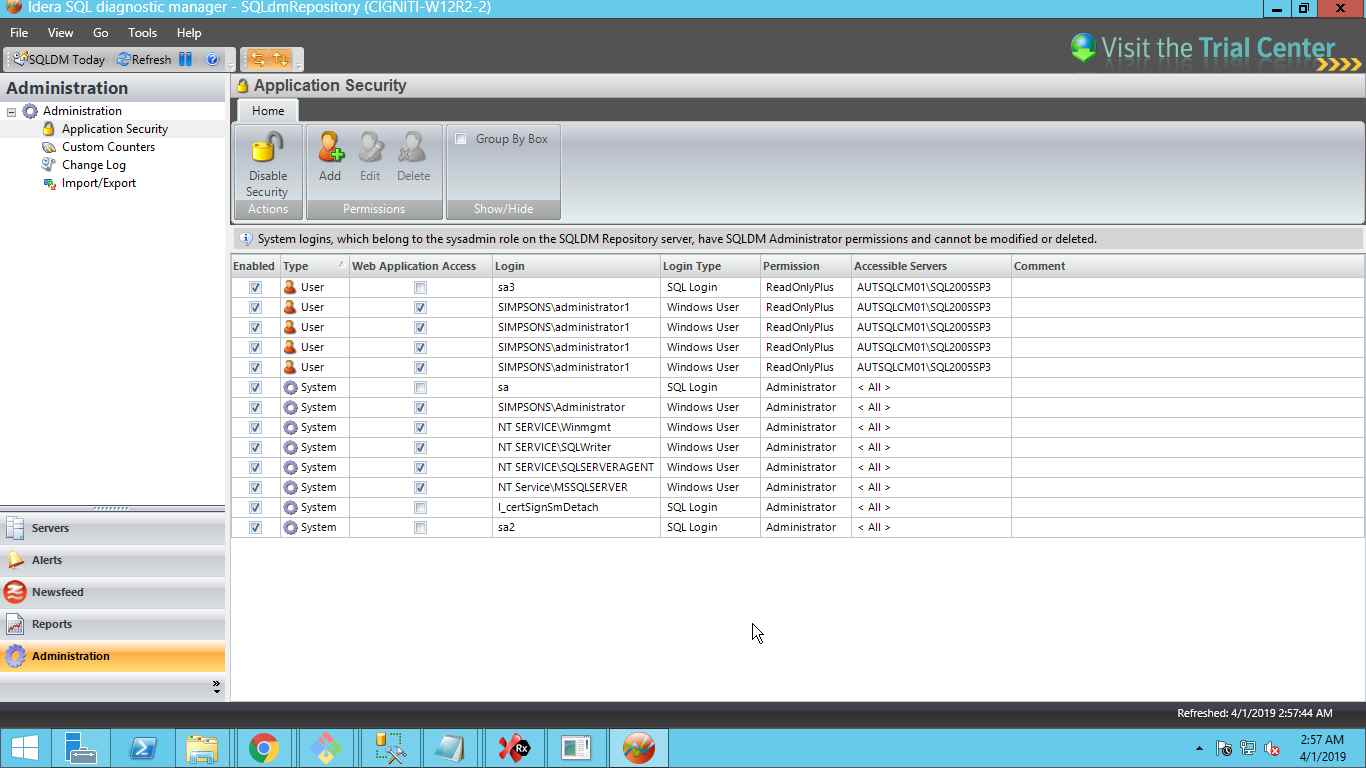 Idera SQL diagnostic manager - SQLdmRepository (CIGNITI-W12R2-2)
File View Go Tools Help
SQLDM Today Refresh
Visit the Trial Center
Administration
Administration
Application Security
Custom Counters
Change Log
Import/Export
Servers
Alerts
Newsfeed
Reports
Administration
Application Security
Home
Disable Security
Add Edit Delete
Group By Box
Actions Permissions Show/Hide
System logins, which belong to the sysadmin role on the SQLDM Repository server, have SQLDM Administrator permissions and cannot be modified or deleted.
Enabled Type Web Application Access Login Login Type Permission Accessible Servers Comment
User sa3 SQL Login ReadOnlyPlus AUTSQLCM01\SQL2005SP3
User SIMPSONS\administrator1 Windows User ReadOnlyPlus AUTSQLCM01\SQL2005SP3
User SIMPSONS\administrator1 Windows User ReadOnlyPlus AUTSQLCM01\SQL2005SP3
User SIMPSONS\administrator1 Windows User ReadOnlyPlus AUTSQLCM01\SQL2005SP3
User SIMPSONS\administrator1 Windows User ReadOnlyPlus AUTSQLCM01\SQL2005SP3
System sa SQL Login Administrator < All >
System SIMPSONS\Administrator Windows User Administrator < All >
System NT SERVICE\Winmgmt Windows User Administrator < All >
System NT SERVICE\SQLWriter Windows User Administrator < All >
System NT SERVICE\SQLSERVERAGENT Windows User Administrator < All >
System NT Service\MSSQLSERVER Windows User Administrator < All >
System l_certSignSmDetach SQL Login Administrator < All >
System sa2 SQL Login Administrator < All >
Refreshed: 4/1/2019 2:57:44 AM
Rx
2:57 AM
4/1/2019